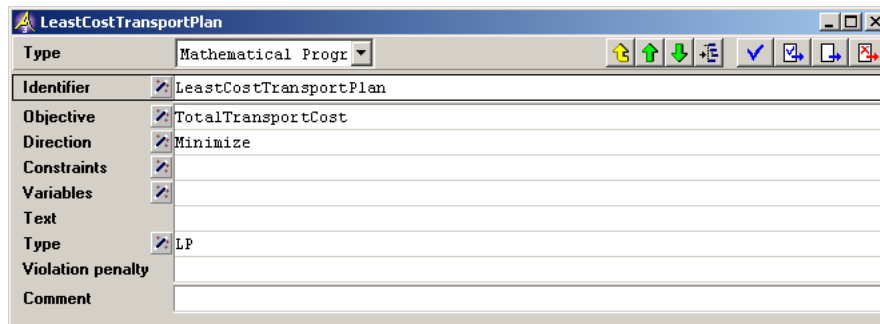 LeastCostTransportPlan
Type Mathematical Progr
Identifier LeastCostTransportPlan
Objective TotalTransportCost
Direction Minimize
Constraints
Variables
Text
Type LP
Violation penalty
Comment